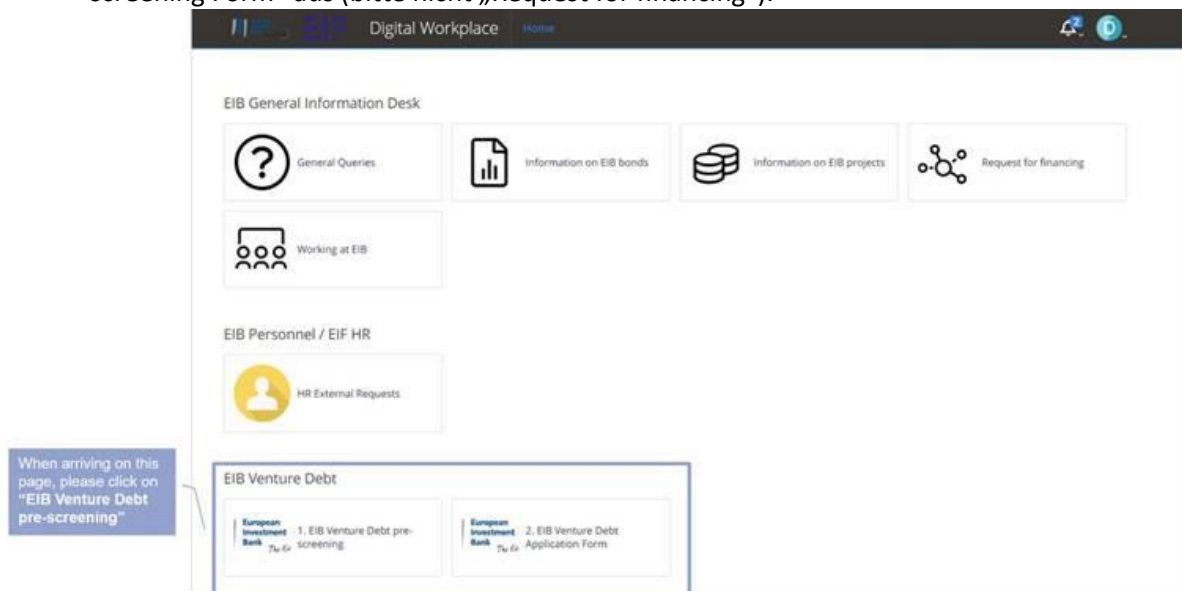 screening Form“ aus (bitte nicht „Request for financing“).
Digital Workplace Home
2 D
EIB General Information Desk
General Queries
Information on EIB bonds
Information on EIB projects
Request for financing
Working at EIB
EIB Personnel / EIF HR
HR External Requests
When arriving on this
page, please click on
“EIB Venture Debt
pre-screening”
EIB Venture Debt
European
Investment
Bank
1. EIB Venture Debt pre-
screening
European
Investment
Bank
2. EIB Venture Debt
Application Form